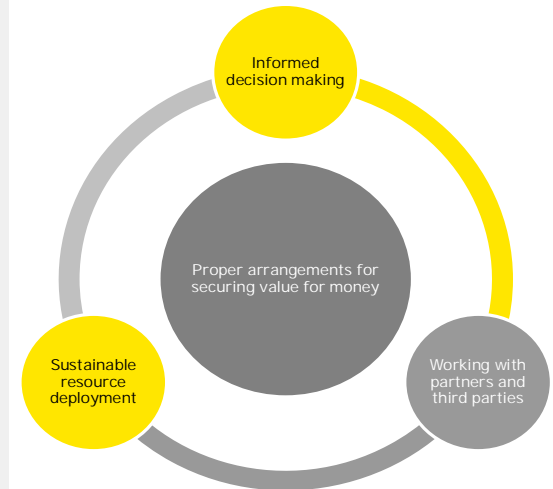 Informed
decision making
Proper arrangements for
securing value for money
Sustainable
resource
deployment
Working with
partners and
third parties